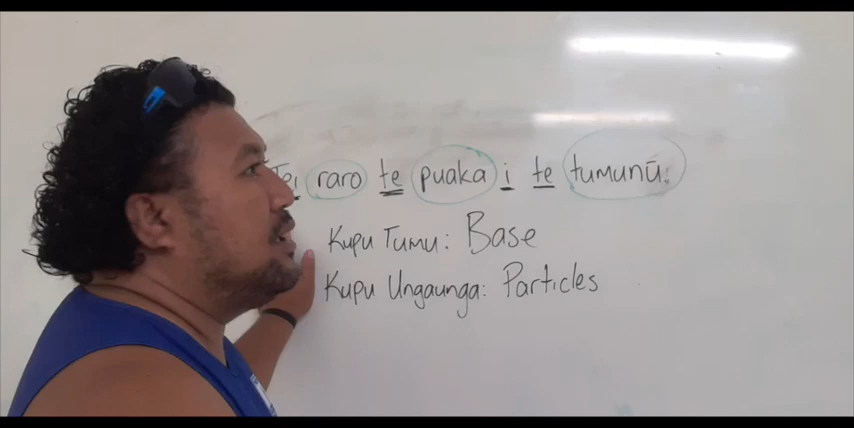 Tei raro te puaka i te tumunū.
Kupu Tumu: Base
Kupu Ungaunga: Particles